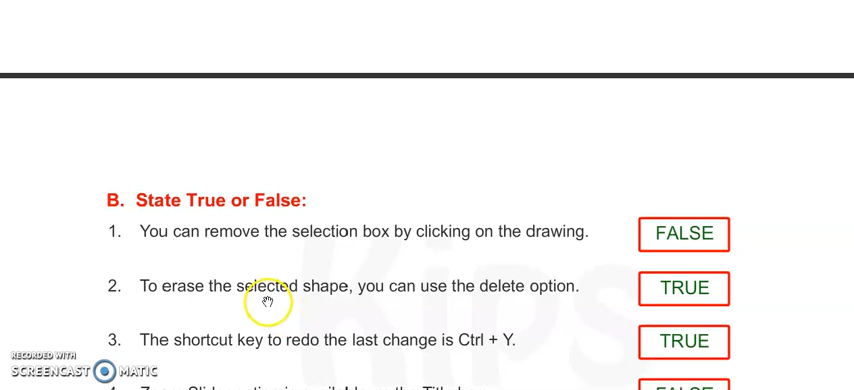 B. State True or False:
1. You can remove the selection box by clicking on the drawing. FALSE
2. To erase the selected shape, you can use the delete option. TRUE
3. The shortcut key to redo the last change is Ctrl + Y. TRUE
RECORDED WITH
SCREENCAST MATIC
Kips